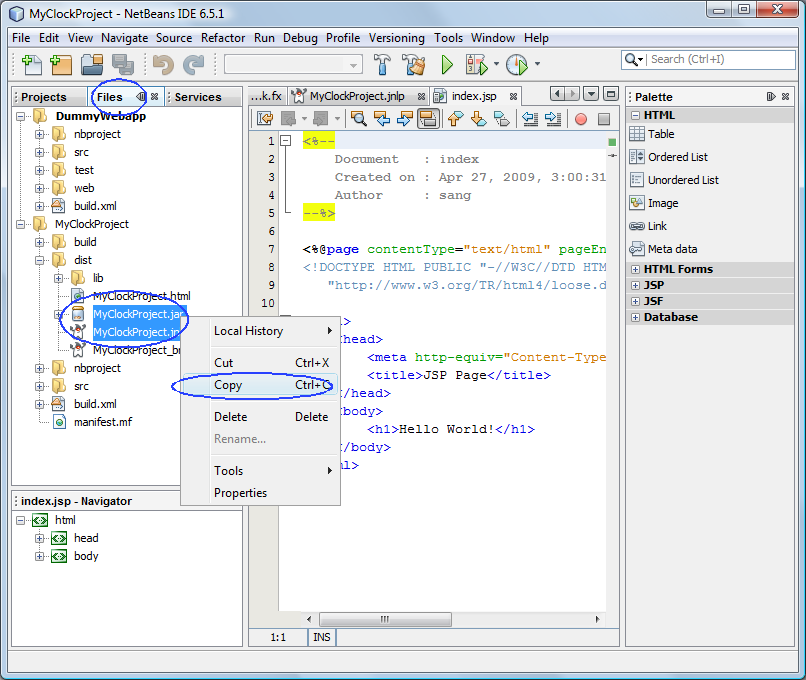 MyClockProject - NetBeans IDE 6.5.1
File Edit View Navigate Source Refactor Run Debug Profile Versioning Tools Window Help
Search (Ctrl+I)
Projects Files Services
DummyWebapp
nbproject
src
test
web
build.xml
MyClockProject
build
dist
lib
MyClockProject.html
MyClockProject.jar
MyClockProject.jn
MyClockProject_br
nbproject
src
build.xml
manifest.mf
Local History
Cut Ctrl+X
Copy Ctrl+C
Delete Delete
Rename...
Tools
Properties
index.jsp - Navigator
html
head
body
...k.fx MyClockProject.jnlp index.jsp
1 <%--
2 Document : index
3 Created on : Apr 27, 2009, 3:00:31
4 Author : sang
5 --%>
6
7 <%@page contentType="text/html" pageEn
8 <!DOCTYPE HTML PUBLIC "-//W3C//DTD HTM
9 "http://www.w3.org/TR/html4/loose.d
10
>
head>
<meta http-equiv="Content-Type
<title>JSP Page</title>
/head>
body>
<h1>Hello World!</h1>
/body>
l>
1:1 INS
Palette
HTML
Table
Ordered List
Unordered List
Image
Link
Meta data
HTML Forms
JSP
JSF
Database